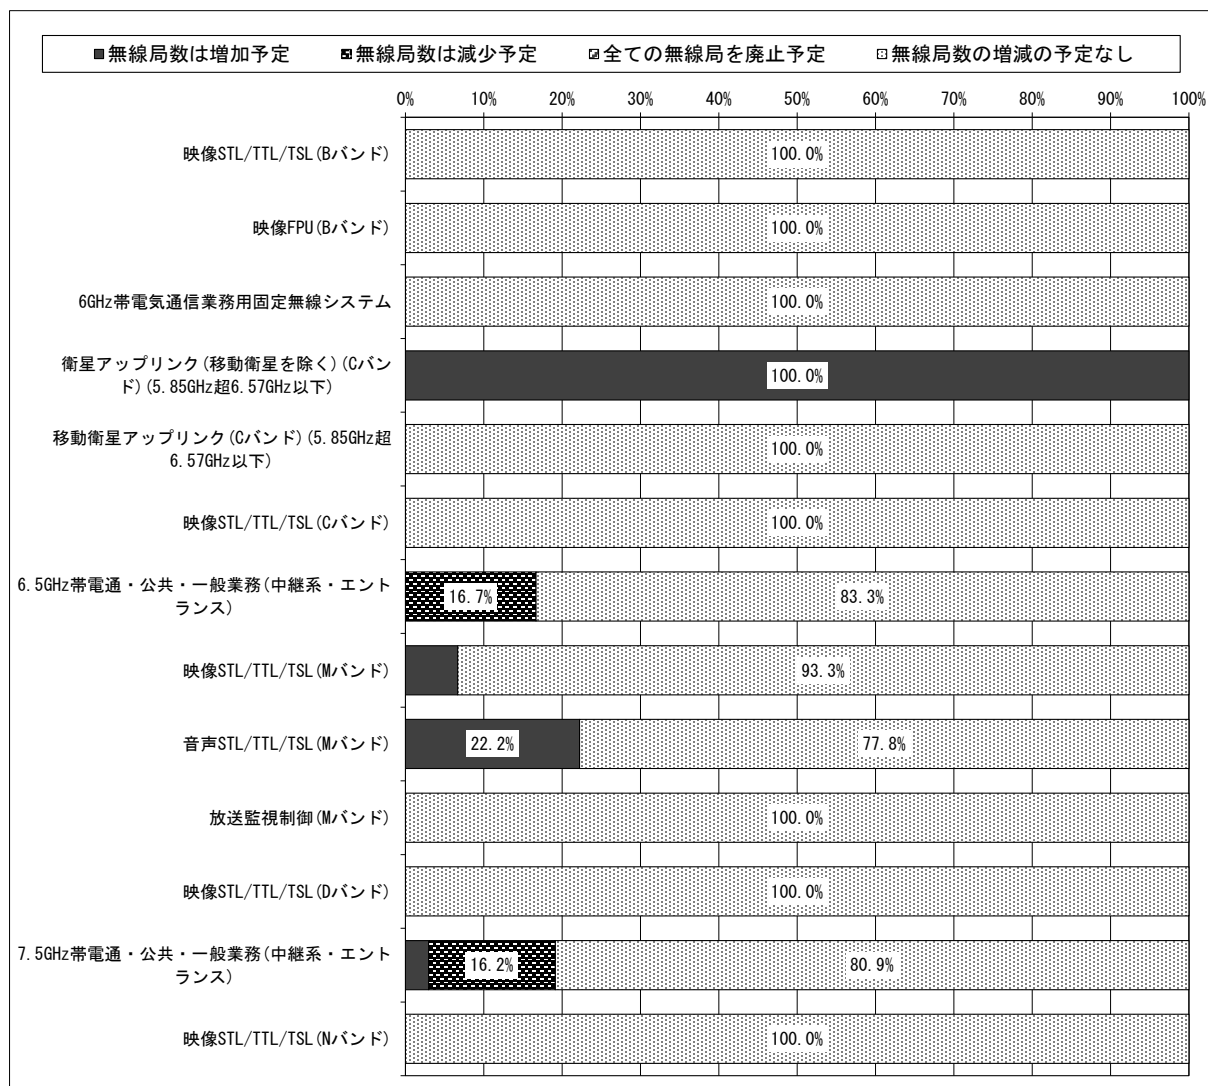 ■無線局数は増加予定 ■無線局数は減少予定 全ての無線局を廃止予定 無線局数の増減の予定なし
0% 10% 20% 30% 40% 50% 60% 70% 80% 90% 100%
映像STL/TTL/TSL(Bバンド) 100.0%
映像FPU(Bバンド) 100.0%
6GHz帯電気通信業務用固定無線システム 100.0%
衛星アップリンク(移動衛星を除く)(Cバン
ド)(5.85GHz超6.57GHz以下) 100.0%
移動衛星アップリンク(Cバンド)(5.85GHz超
6.57GHz以下) 100.0%
映像STL/TTL/TSL(Cバンド) 100.0%
6.5GHz帯電通・公共・一般業務(中継系・エント
ランス) 16.7% 83.3%
映像STL/TTL/TSL(Mバンド) 93.3%
音声STL/TTL/TSL(Mバンド) 22.2% 77.8%
放送監視制御(Mバンド) 100.0%
映像STL/TTL/TSL(Dバンド) 100.0%
7.5GHz帯電通・公共・一般業務(中継系・エント
ランス) 16.2% 80.9%
映像STL/TTL/TSL(Nバンド) 100.0%